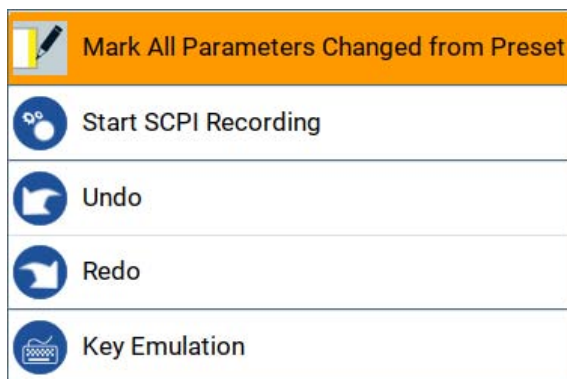 Mark All Parameters Changed from Preset
Start SCPI Recording
Undo
Redo
Key Emulation